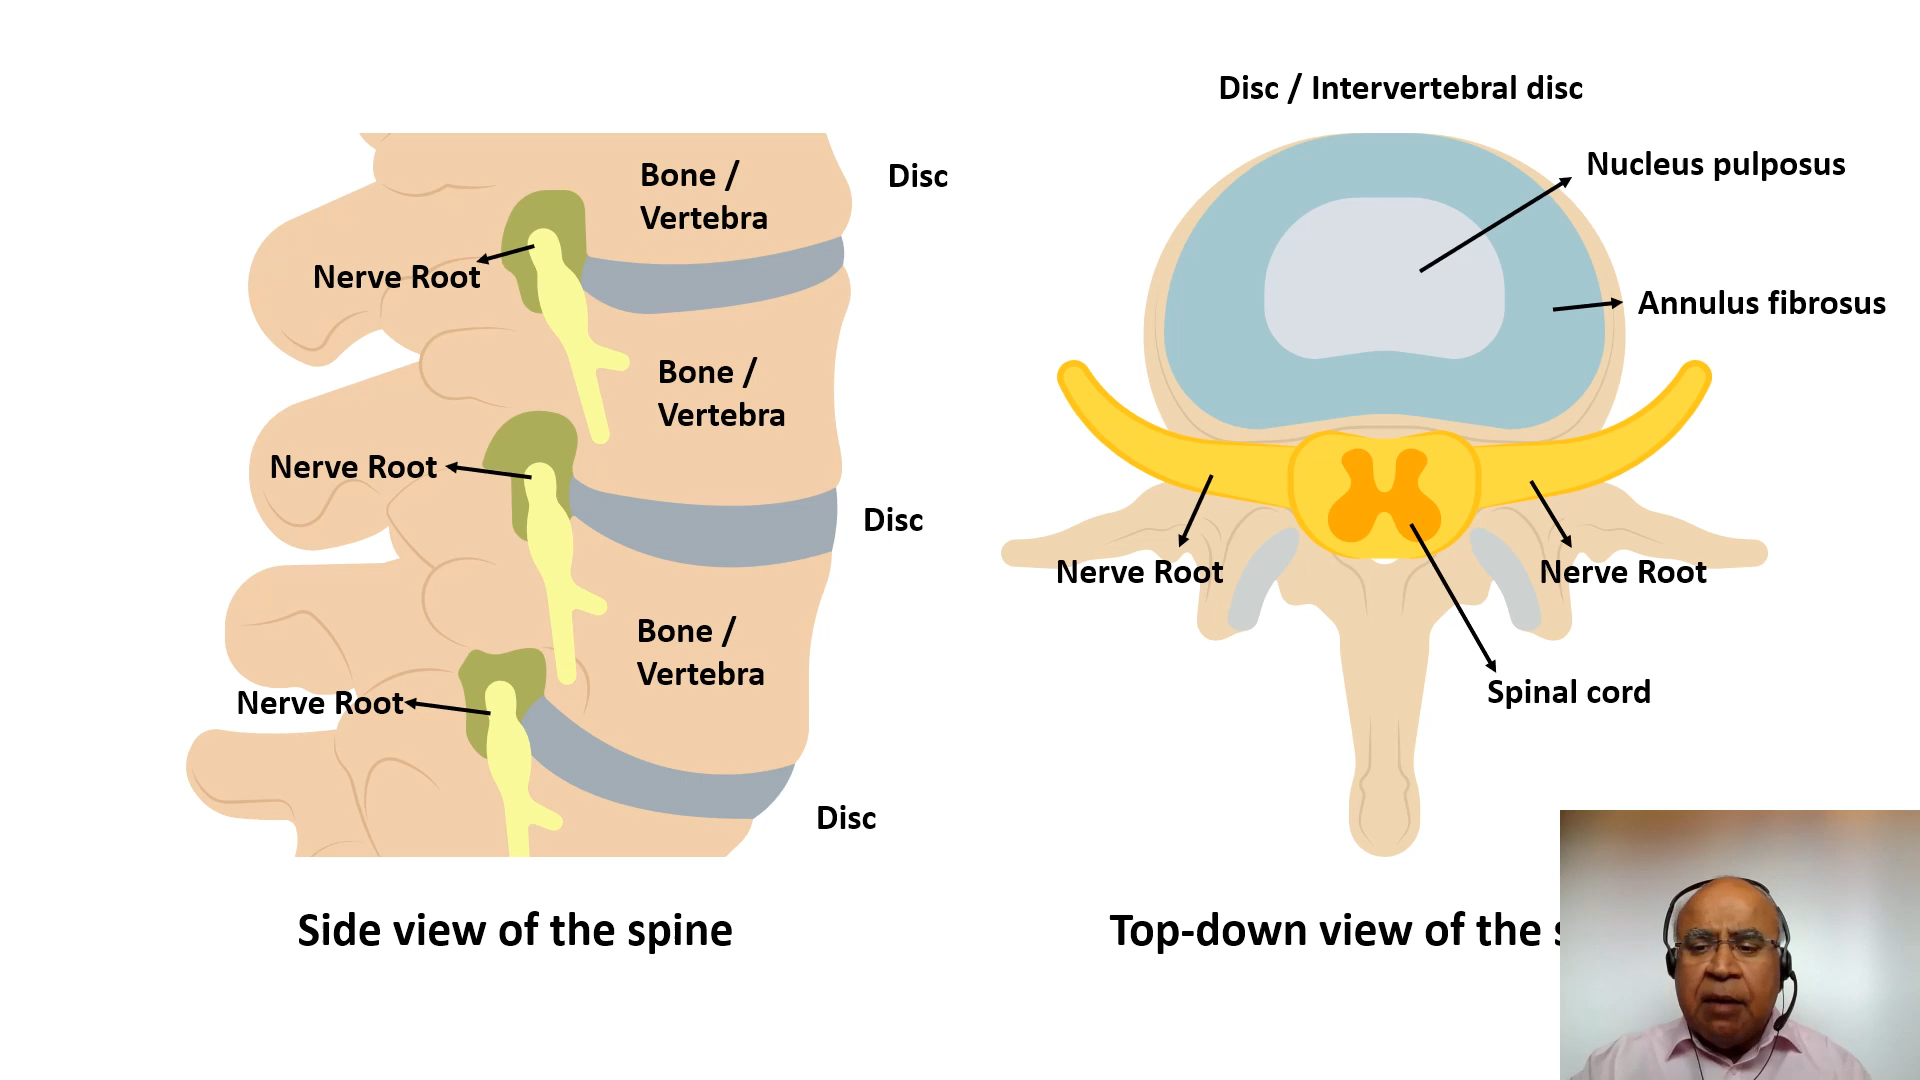 Disc / Intervertebral disc
Bone /
Vertebra
Disc
Nerve Root
Bone /
Vertebra
Nerve Root
Disc
Bone /
Vertebra
Nerve Root
Disc
Side view of the spine
Nucleus pulposus
Annulus fibrosus
Nerve Root
Nerve Root
Spinal cord
Top-down view of the